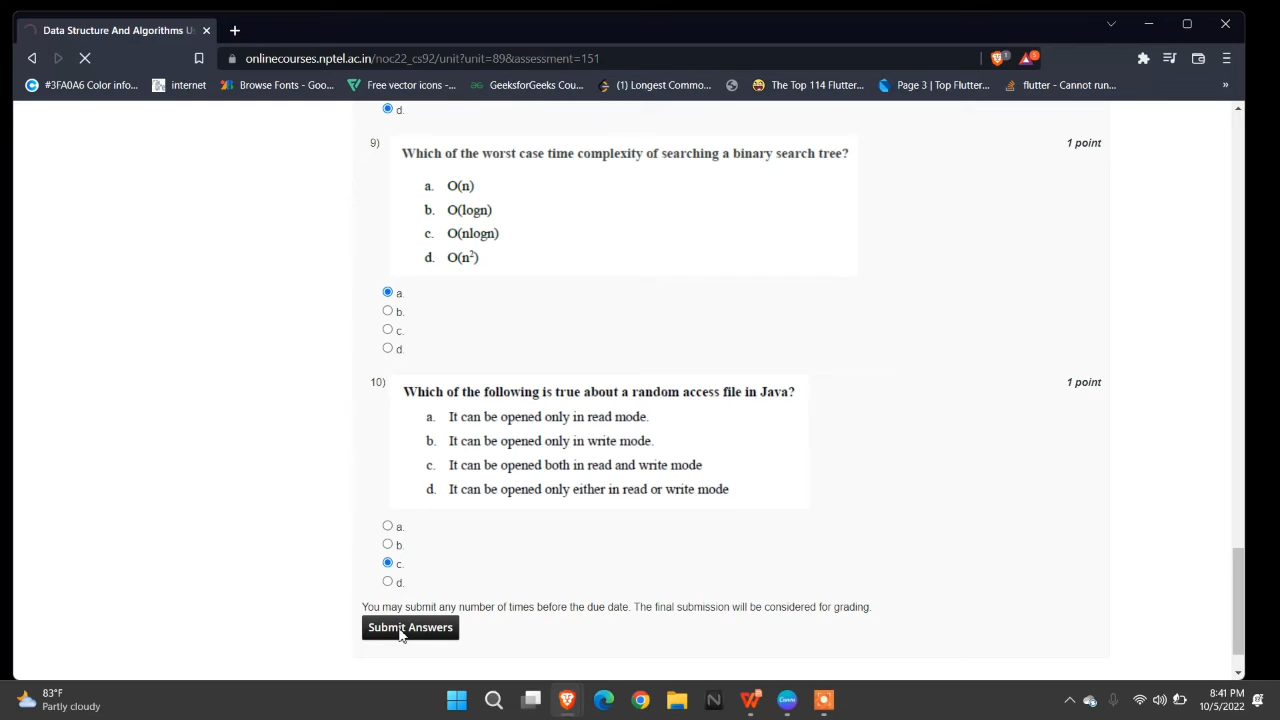 Data Structure And Algorithms U
onlinecourses.nptel.ac.in/noc22_cs92/unit?unit=89&assessment=151
#3FA0A6 Color info...
internet
Browse Fonts - Goo...
Free vector icons -...
GeeksforGeeks Cou...
(1) Longest Commo...
The Top 114 Flutter...
Page 3 | Top Flutter...
flutter - Cannot run...
»
d.
9)
Which of the worst case time complexity of searching a binary search tree?
1 point
a. O(n)
b. O(logn)
c. O(nlogn)
d. O(n²)
a.
b.
c.
d.
10)
Which of the following is true about a random access file in Java?
1 point
a. It can be opened only in read mode.
b. It can be opened only in write mode.
c. It can be opened both in read and write mode
d. It can be opened only either in read or write mode
a.
b.
c.
d.
You may submit any number of times before the due date. The final submission will be considered for grading.
Submit Answers
83°F
Partly cloudy
8:41 PM
10/5/2022